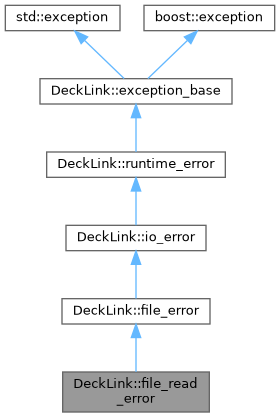 std::exception
boost::exception
DeckLink::exception_base
DeckLink::runtime_error
DeckLink::io_error
DeckLink::file_error
DeckLink::file_read
_error